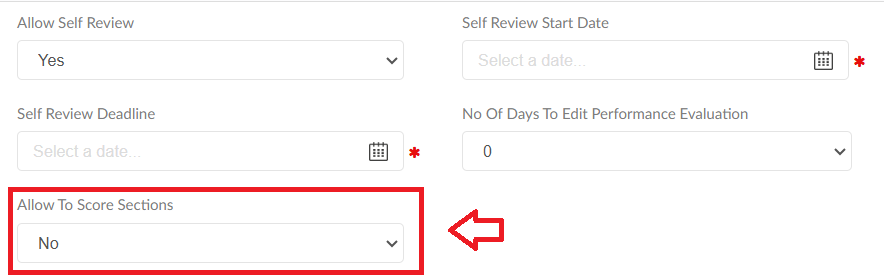 Allow Self Review
Self Review Start Date
Yes
Select a date...
Self Review Deadline
No Of Days To Edit Performance Evaluation
Select a date...
0
Allow To Score Sections
No